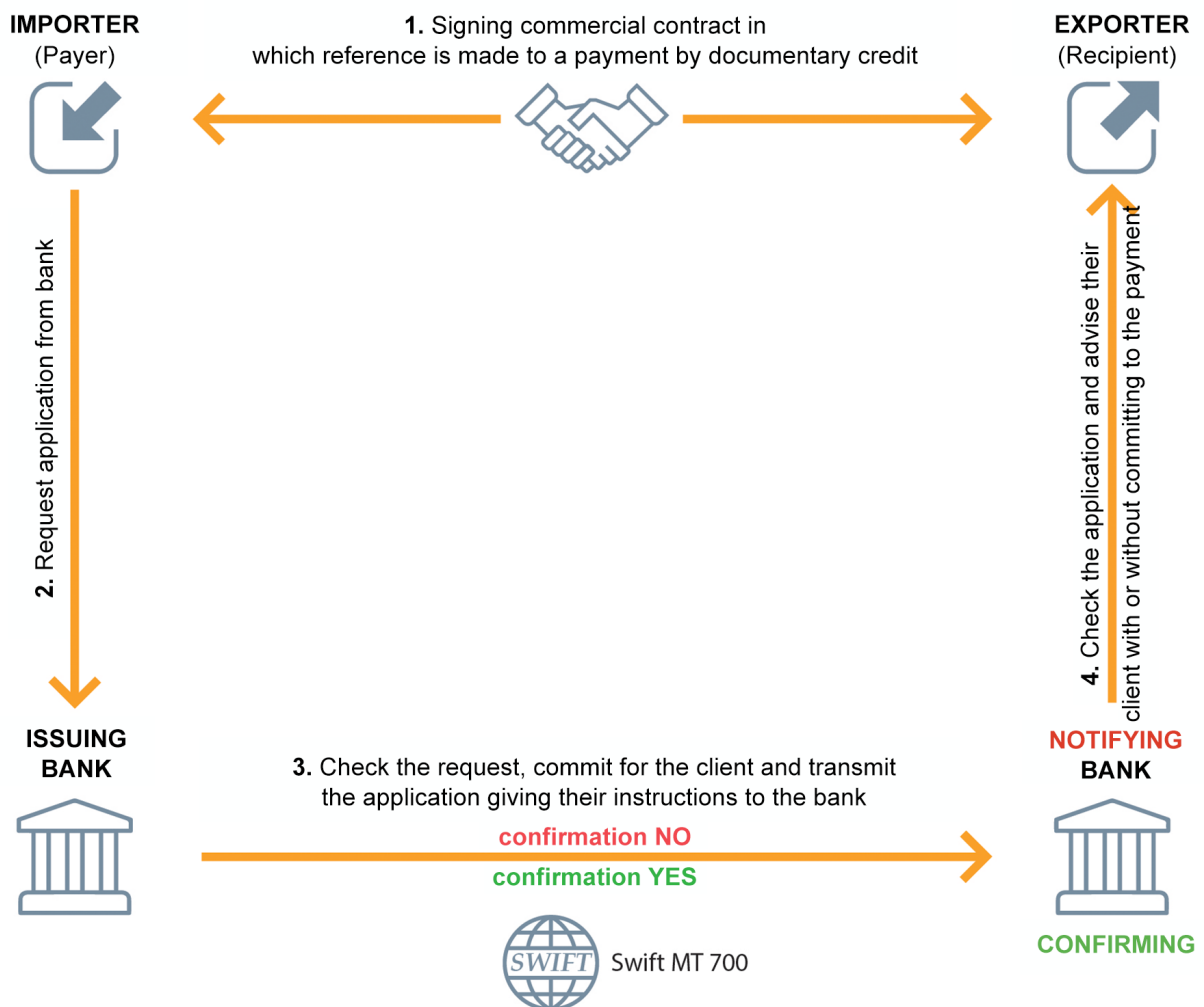 IMPORTER
(Payer)
1. Signing commercial contract in
which reference is made to a payment by documentary credit
EXPORTER
(Recipient)
2. Request application from bank
4. Check the application and advise their
client with or without committing to the payment
ISSUING
BANK
3. Check the request, commit for the client and transmit
the application giving their instructions to the bank
confirmation NO
confirmation YES
NOTIFYING
BANK
CONFIRMING
SWIFT Swift MT 700